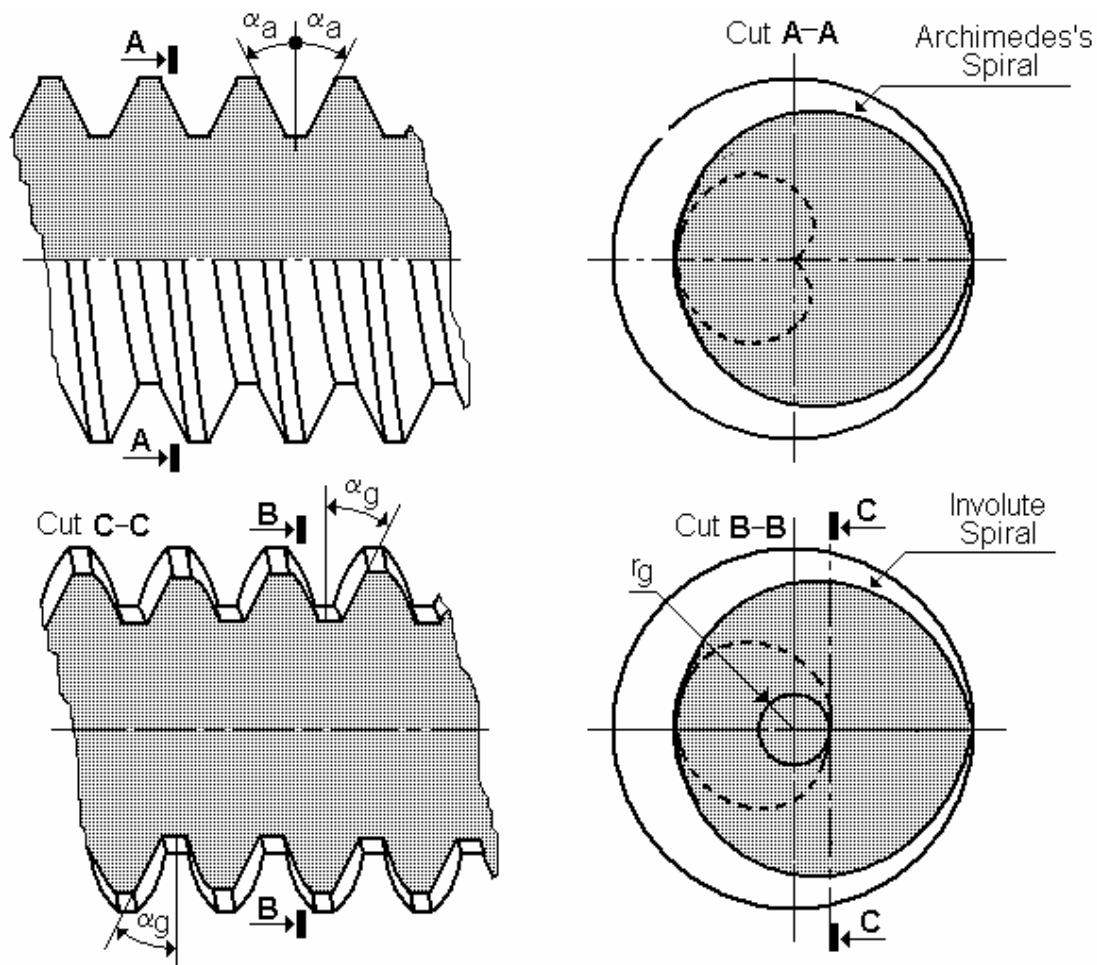 αa αa
A
Cut A-A
Archimedes's
Spiral
A
αg
Cut C-C
B
Cut B-B
C
Involute
Spiral
rg
B
C
αg